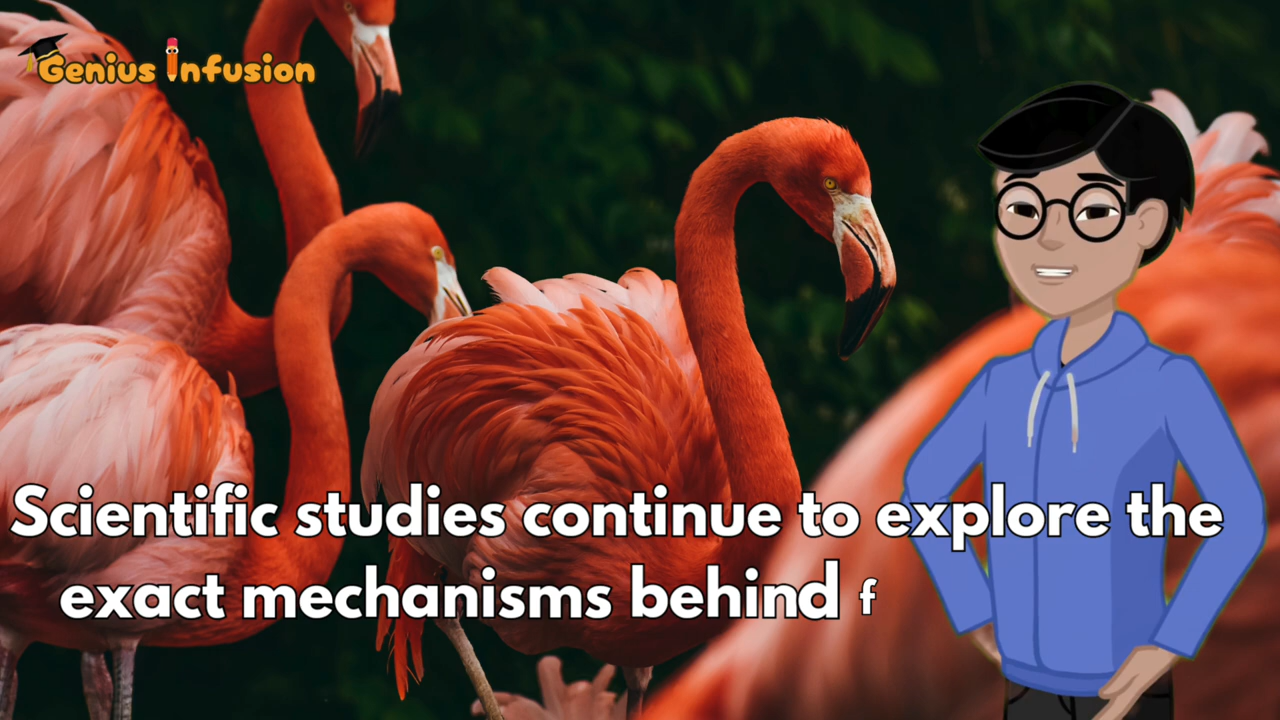 Genius Infusion
Scientific studies continue to explore the
exact mechanisms behind f